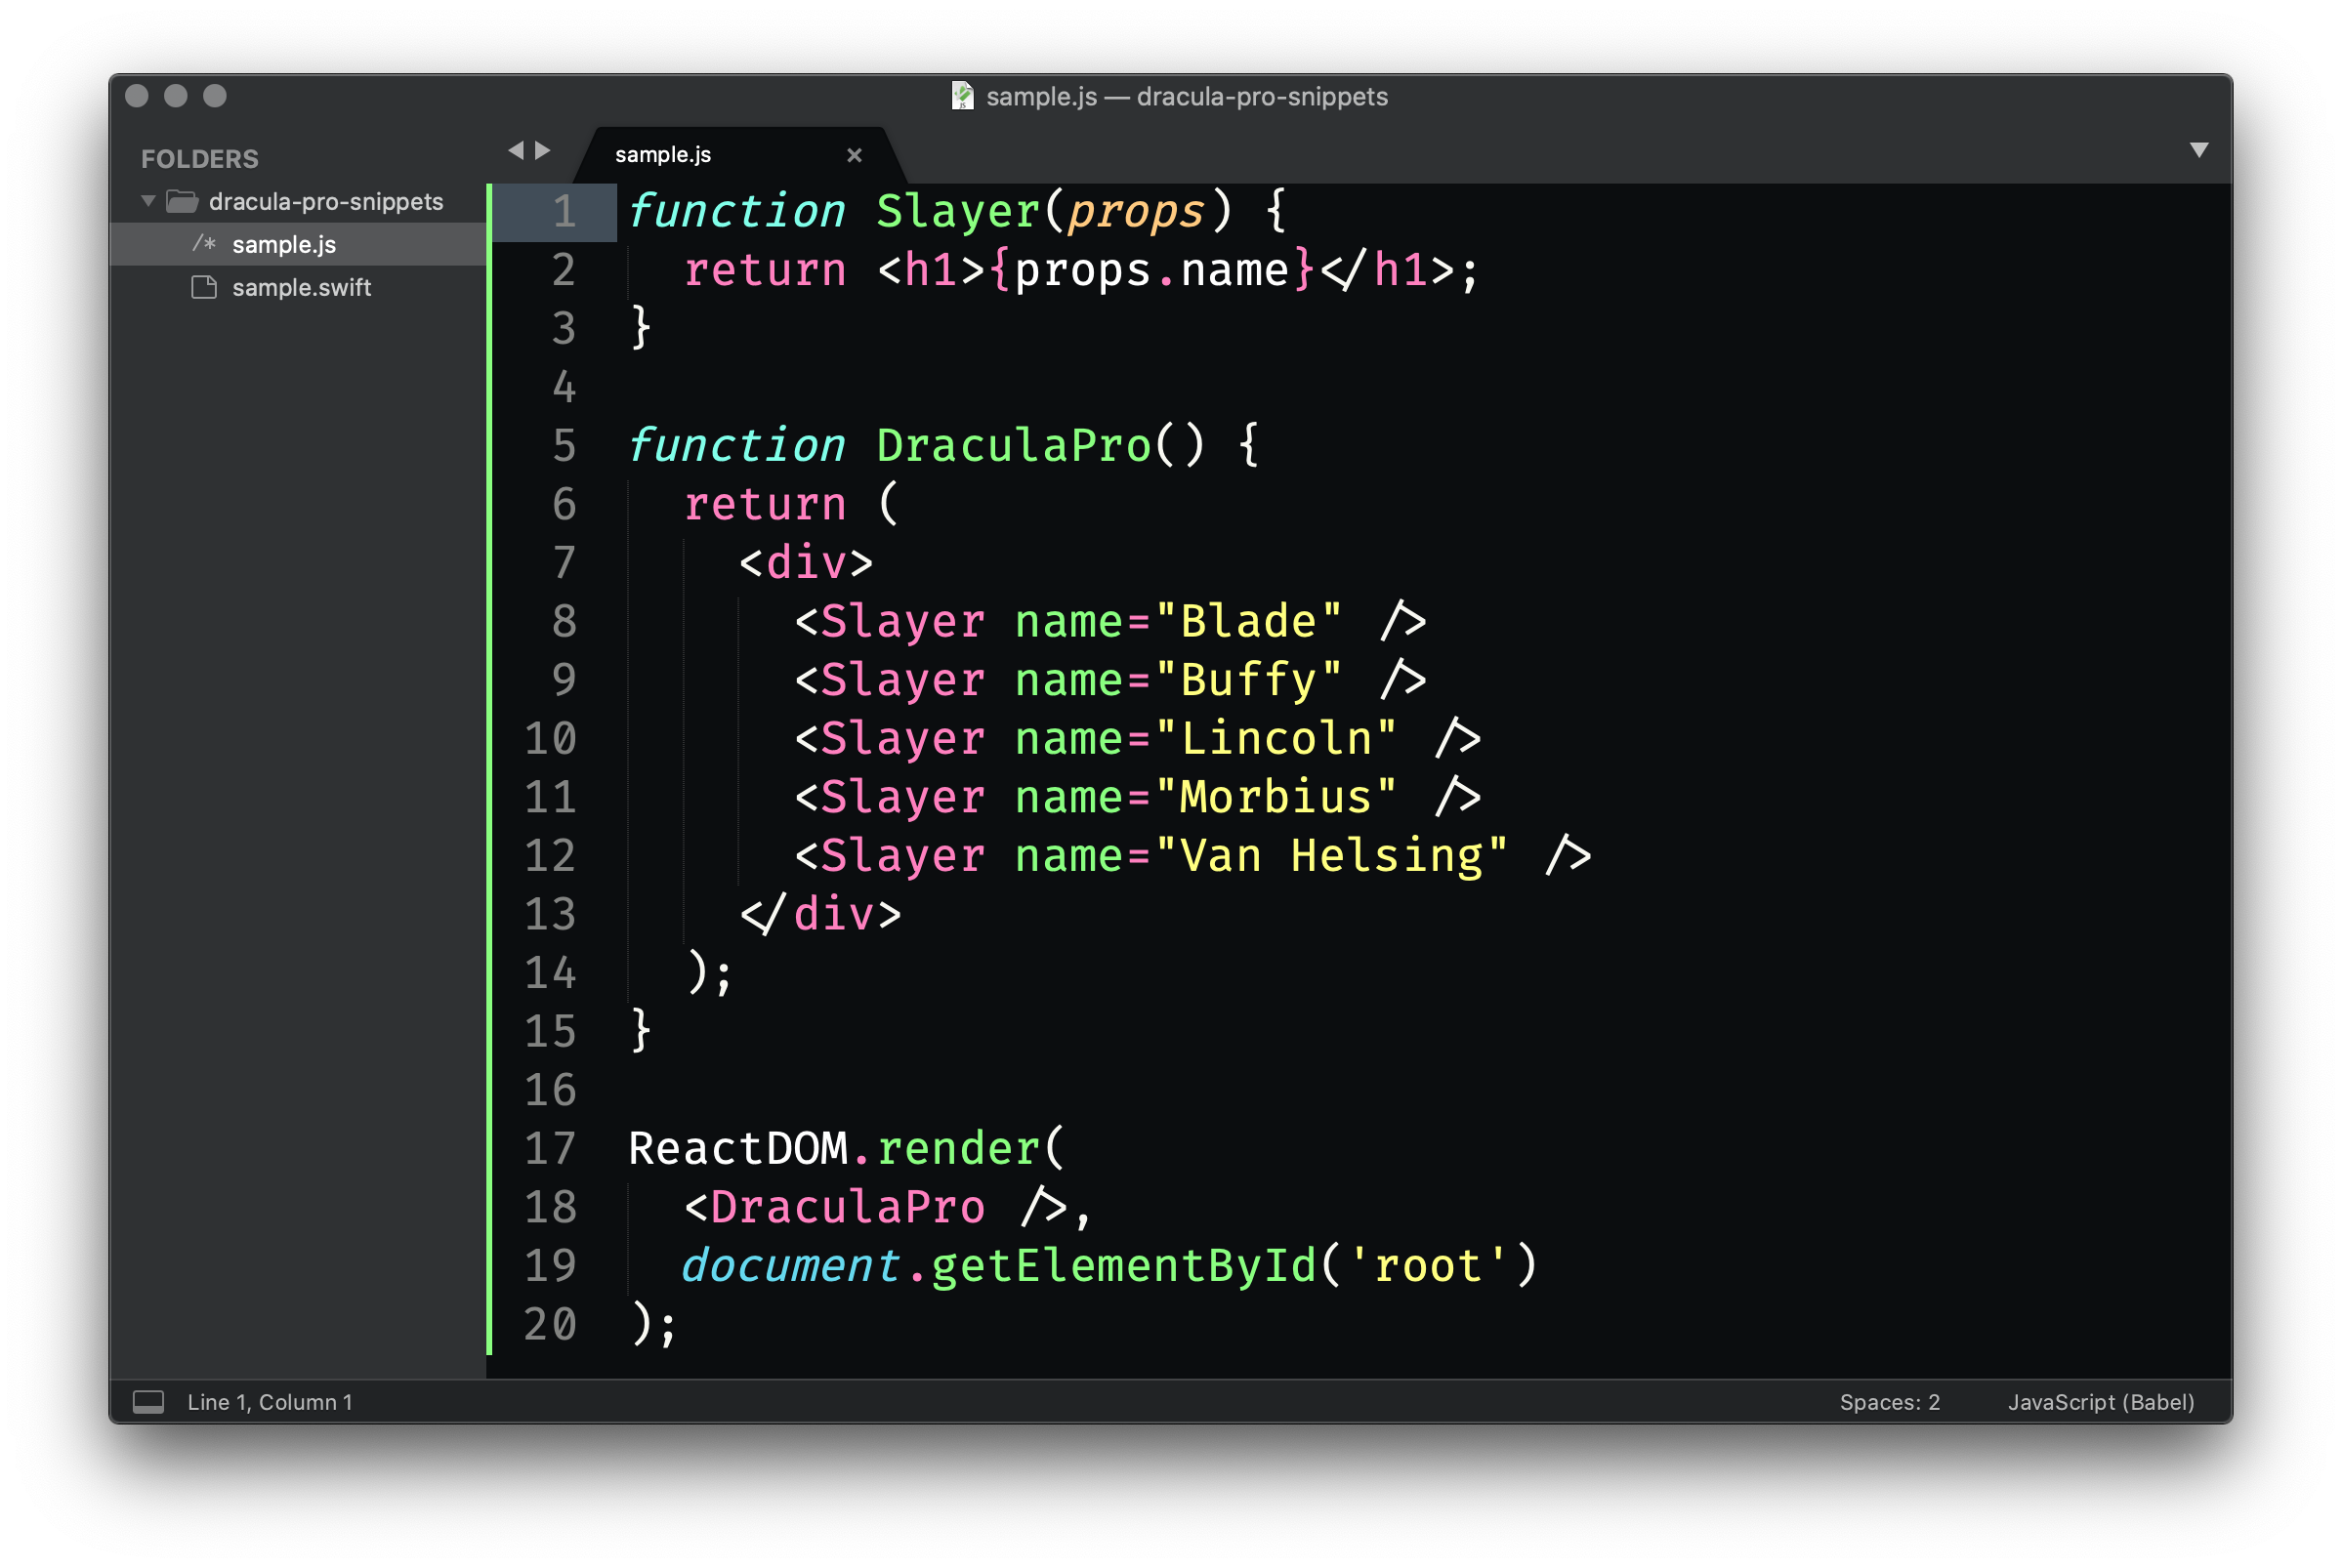 sample.js — dracula-pro-snippets
FOLDERS
dracula-pro-snippets
/* sample.js
sample.swift
sample.js ×
1 function Slayer(props) {
2   return <h1>{props.name}</h1>;
3 }
4
5 function DraculaPro() {
6   return (
7     <div>
8       <Slayer name="Blade" />
9       <Slayer name="Buffy" />
10       <Slayer name="Lincoln" />
11       <Slayer name="Morbius" />
12       <Slayer name="Van Helsing" />
13     </div>
14   );
15 }
16
17 ReactDOM.render(
18   <DraculaPro />,
19   document.getElementById('root')
20 );
Line 1, Column 1
Spaces: 2
JavaScript (Babel)